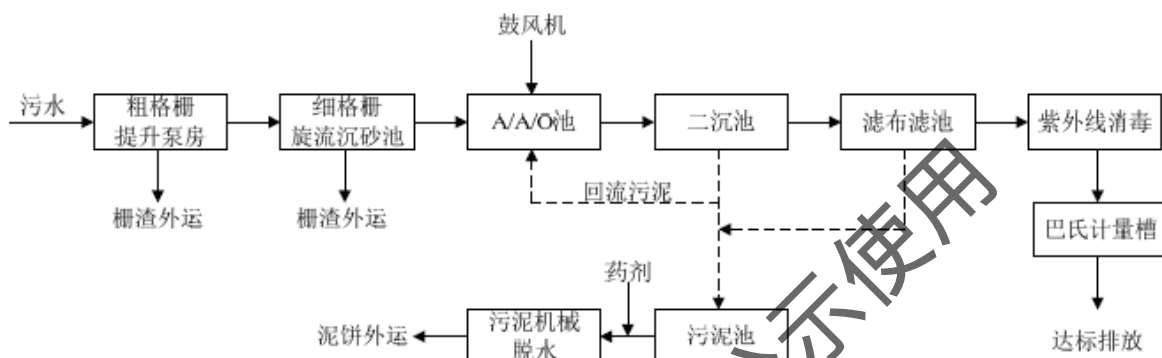 鼓风机
污水
粗格栅
提升泵房
细格栅
旋流沉砂池
A/A/O池
二沉池
滤布滤池
紫外线消毒
回流污泥
栅渣外运
栅渣外运
巴氏计量槽
药剂
泥饼外运
污泥机械
脱水
污泥池
达标排放
示使用